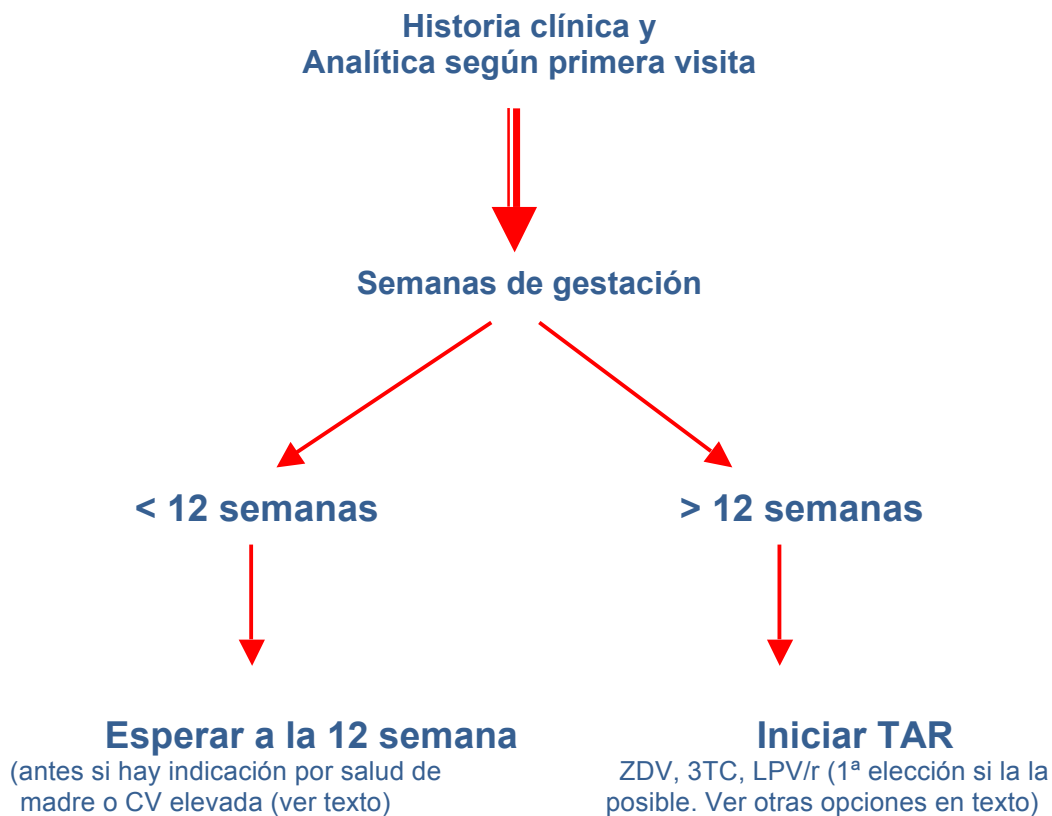 Historia clínica y
Analítica según primera visita
Semanas de gestación
< 12 semanas
> 12 semanas
Esperar a la 12 semana
(antes si hay indicación por salud de
madre o CV elevada (ver texto)
Iniciar TAR
ZDV, 3TC, LPV/r (1ª elección si la la
posible. Ver otras opciones en texto)